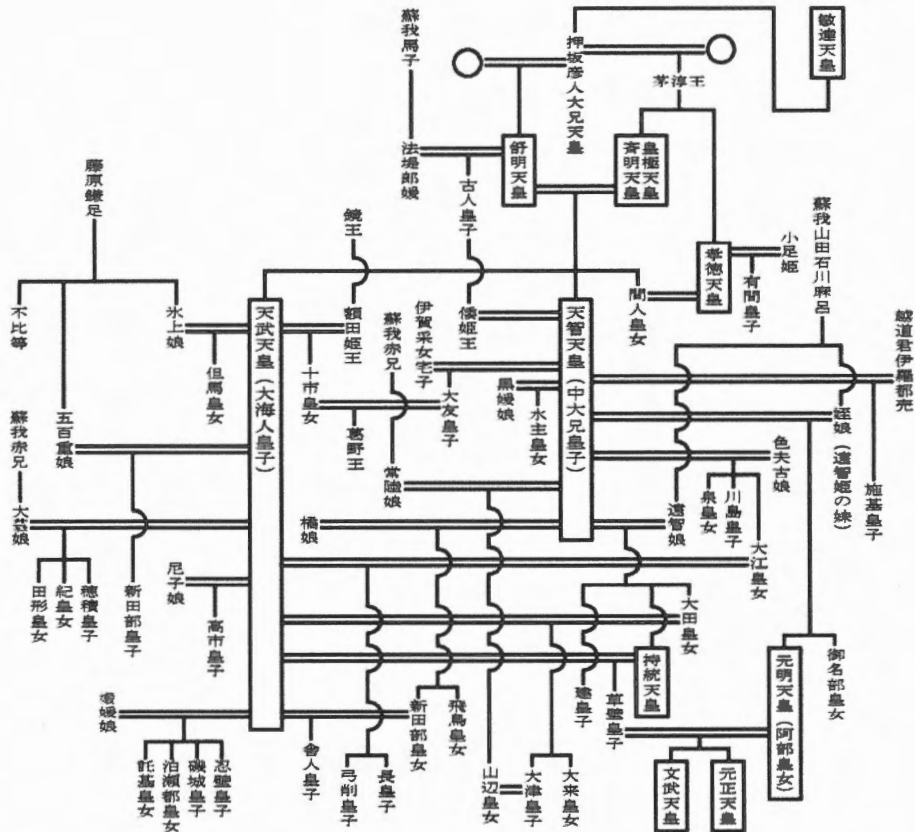 敏達天皇
押坂彦人大兄天皇
茅渟王
蘇我馬子
法堤郎媛
舒明天皇
皇極天皇
斉明天皇
古人皇子
蘇我山田石川麻呂
小足姫
孝徳天皇
有間皇子
間人皇女
藤原鎌足
不比等
五百重娘
氷上娘
但馬皇女
鏡王
額田姫王
天武天皇(大海人皇子)
十市皇女
葛野王
蘇我赤兄
常陸娘
伊賀采女宅子
大友皇子
倭姫王
黒媛娘
水主皇女
天智天皇(中大兄皇子)
越道君伊羅都売
施基皇子
姪娘(遠智姫の妹)
色夫古娘
大江皇女
川島皇子
泉皇女
遠智娘
橘娘
蘇我赤兄
大芸娘
穂積皇子
紀皇女
田形皇女
新田部皇子
尼子娘
高市皇子
大田皇女
持統天皇
建皇子
草壁皇子
御名部皇女
元明天皇(阿部皇女)
元正天皇
文武天皇
飛鳥皇女
新田部皇女
舎人皇子
長皇子
弓削皇子
山辺皇女
大津皇子
大来皇女
忍壁皇子
磯城皇子
泊瀬部皇女
託基皇女